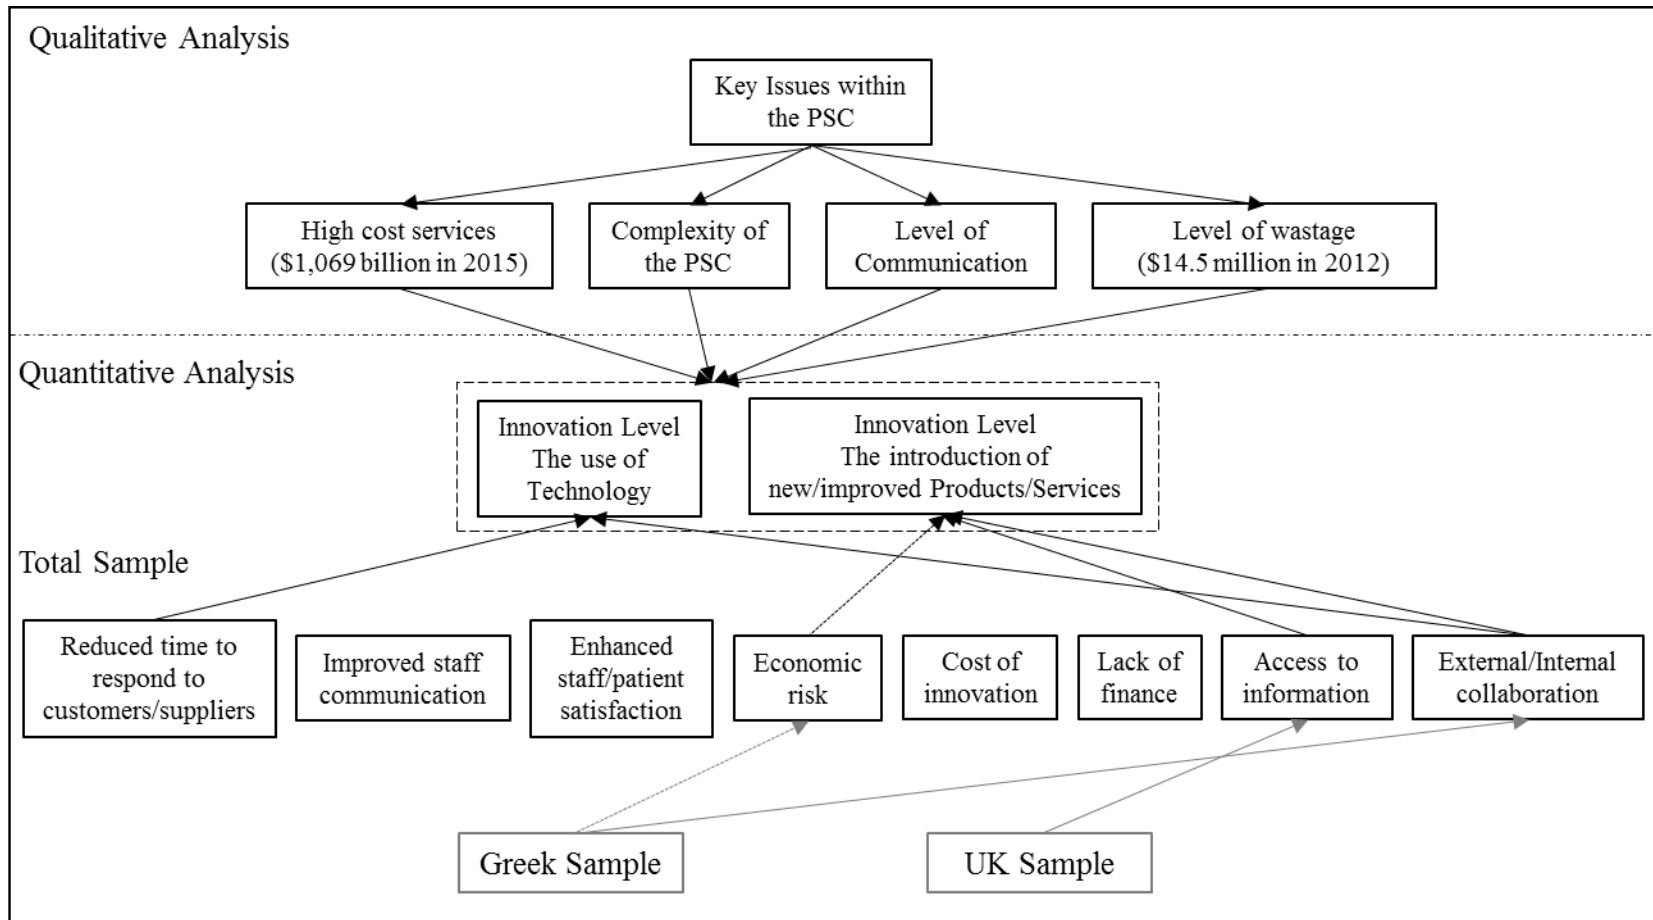 Qualitative Analysis
Key Issues within
the PSC
High cost services
($1,069 billion in 2015)
Complexity of
the PSC
Level of
Communication
Level of wastage
($14.5 million in 2012)
Quantitative Analysis
Innovation Level
The use of
Technology
Innovation Level
The introduction of
new/improved Products/Services
Total Sample
Reduced time to
respond to
customers/suppliers
Improved staff
communication
Enhanced
staff/patient
satisfaction
Economic
risk
Cost of
innovation
Lack of
finance
Access to
information
External/Internal
collaboration
Greek Sample
UK Sample